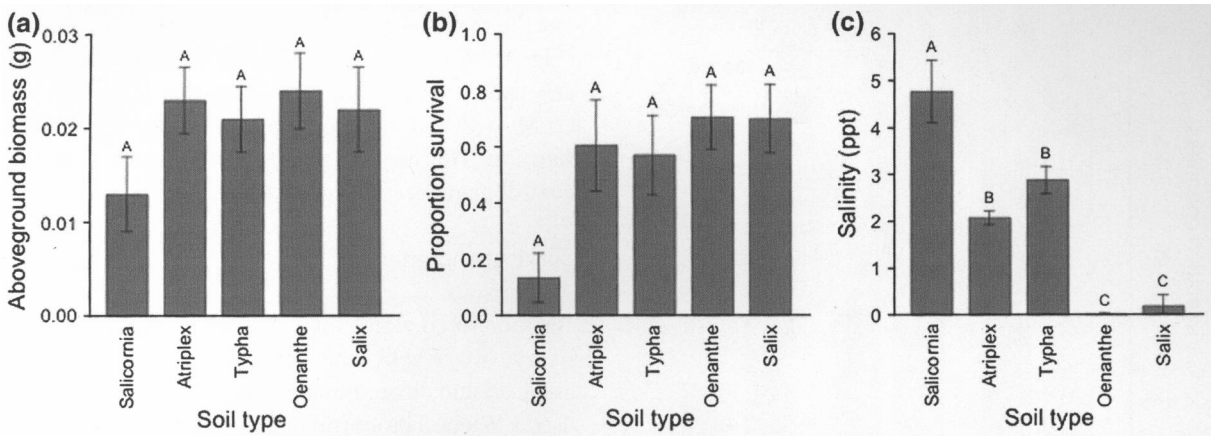 (a)
Aboveground biomass (g)
0.03
0.02
0.01
0.00
A
A
A
A
A
Salicornia
Atriplex
Typha
Oenanthe
Salix
Soil type
(b)
Proportion survival
1.0
0.8
0.6
0.4
0.2
0.0
A
A
A
A
A
Salicornia
Atriplex
Typha
Oenanthe
Salix
Soil type
(c)
Salinity (ppt)
6
5
4
3
2
1
0
A
B
B
C
C
Salicornia
Atriplex
Typha
Oenanthe
Salix
Soil type